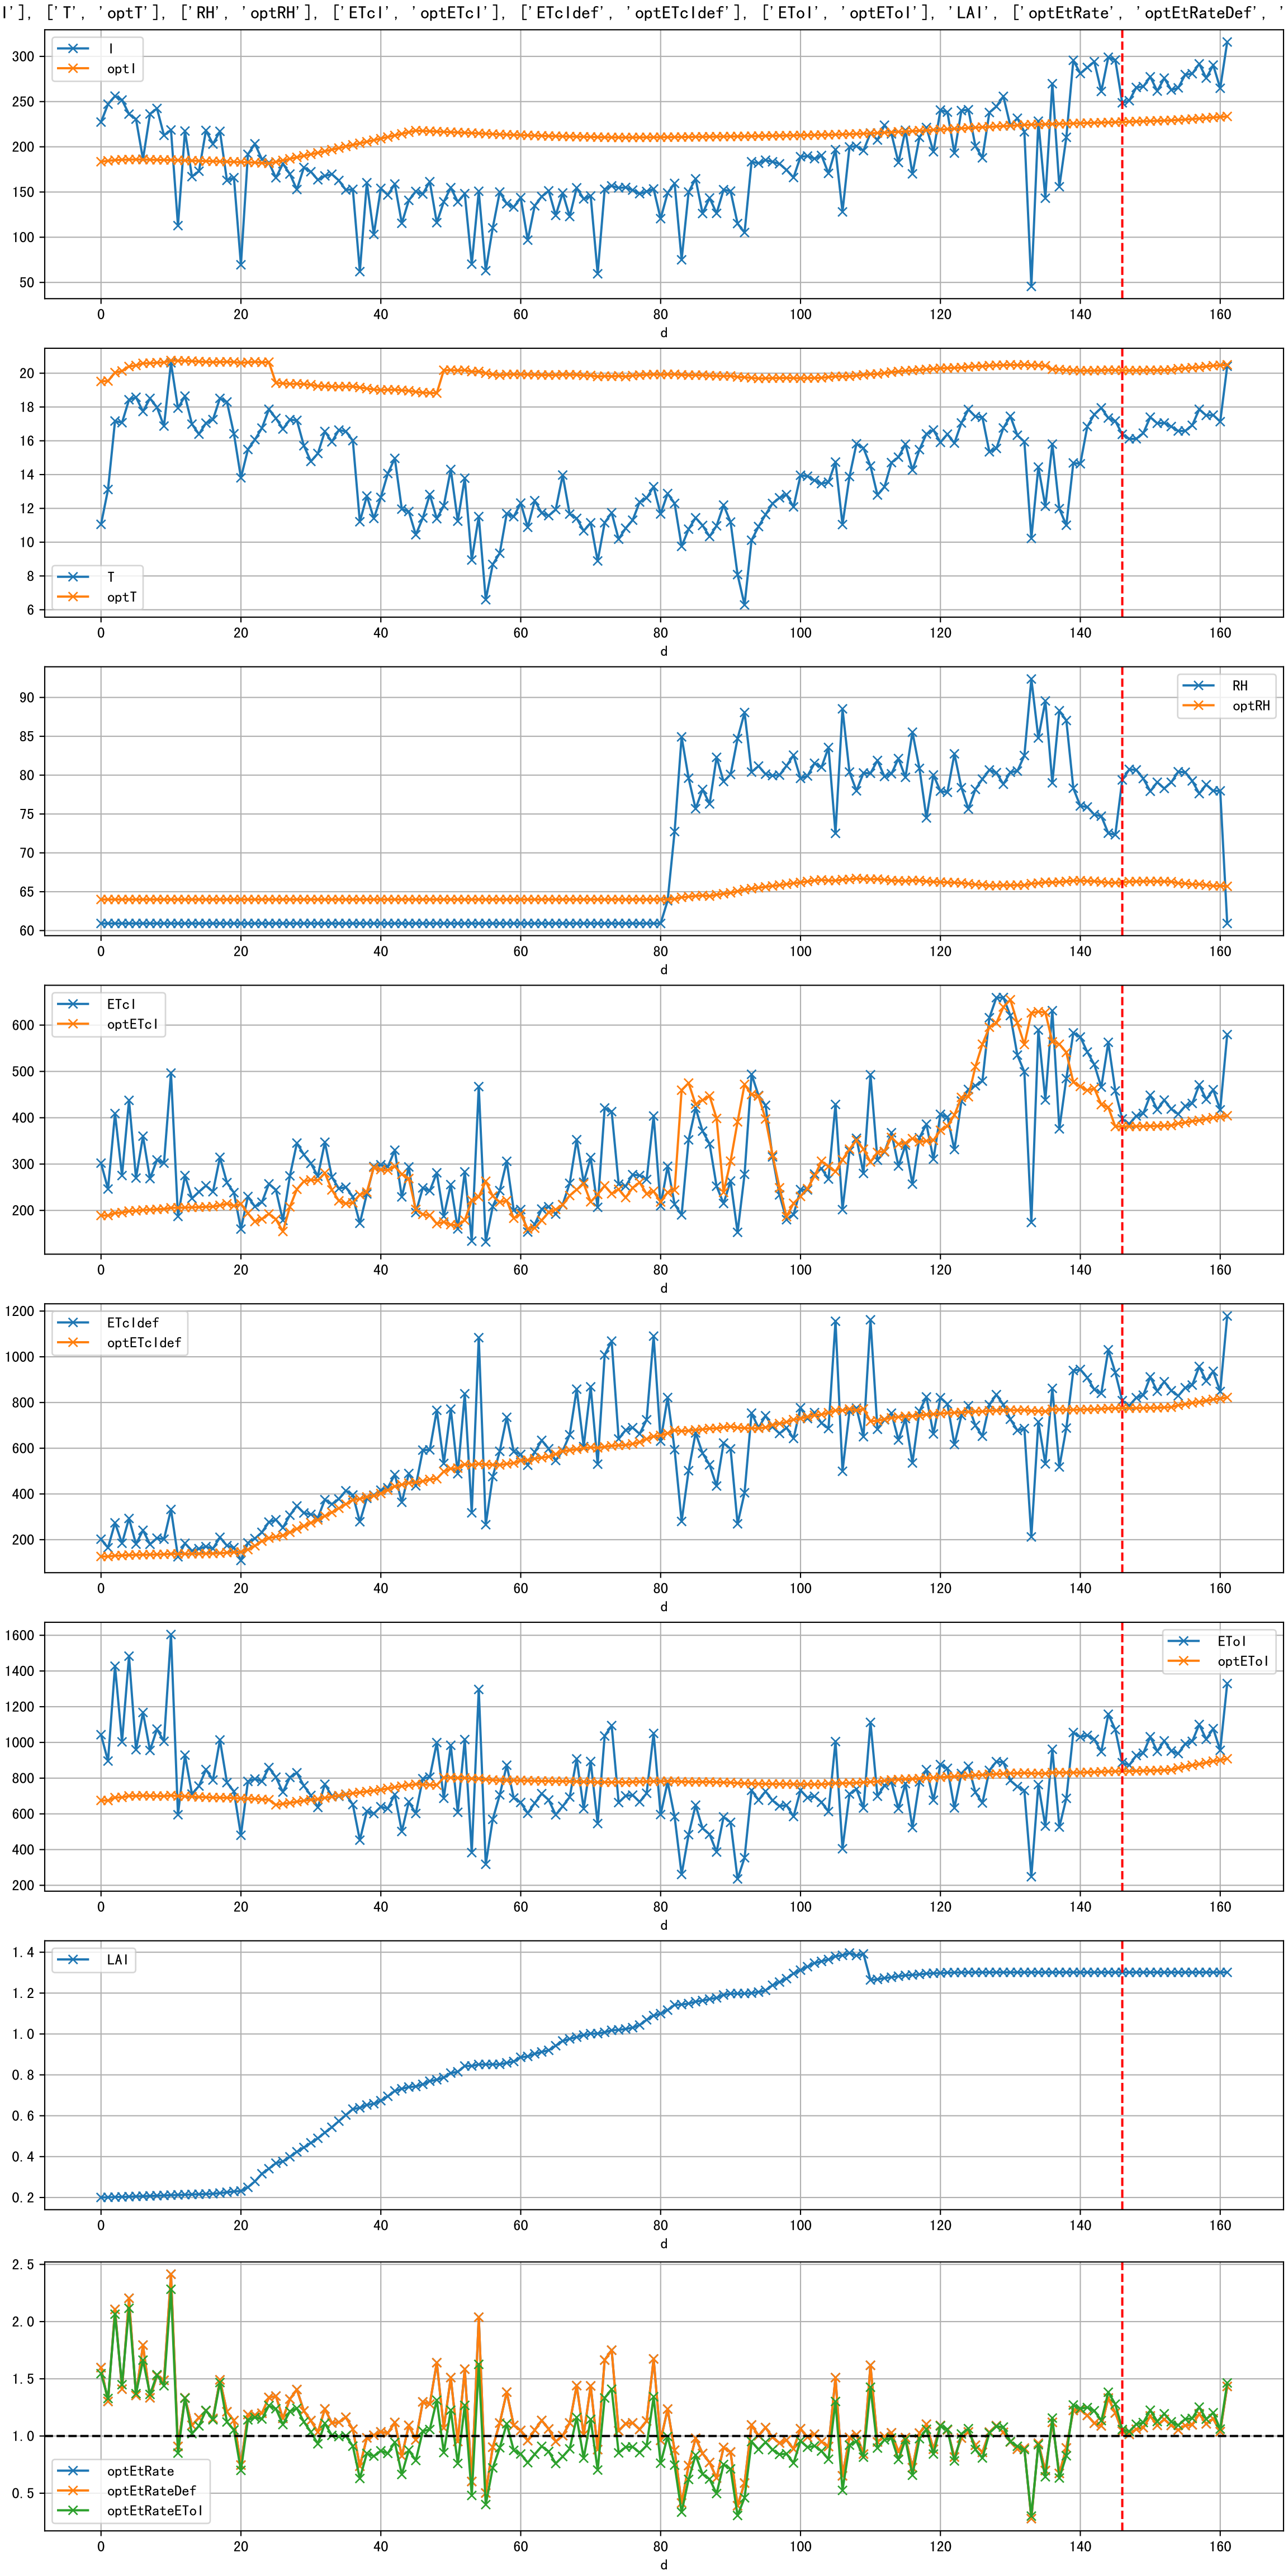 I'], ['T', 'optT'], ['RH', 'optRH'], ['ETcI', 'optETcI'], ['ETcIdef', 'optETcIdef'], ['EToI', 'optEToI'], 'LAI', ['optEtRate', 'optEtRateDef', '
I
optI
300
250
200
150
100
50
0 20 40 60 80 100 120 140 160
d
20
18
16
14
12
10
8
6
T
optT
0 20 40 60 80 100 120 140 160
d
RH
optRH
90
85
80
75
70
65
60
0 20 40 60 80 100 120 140 160
d
ETcI
optETcI
600
500
400
300
200
0 20 40 60 80 100 120 140 160
d
1200
ETcIdef
optETcIdef
1000
800
600
400
200
0 20 40 60 80 100 120 140 160
d
1600
EToI
optEToI
1400
1200
1000
800
600
400
200
0 20 40 60 80 100 120 140 160
d
1.4
LAI
1.2
1.0
0.8
0.6
0.4
0.2
0 20 40 60 80 100 120 140 160
d
2.5
2.0
1.5
1.0
0.5
optEtRate
optEtRateDef
optEtRateEToI
0 20 40 60 80 100 120 140 160
d